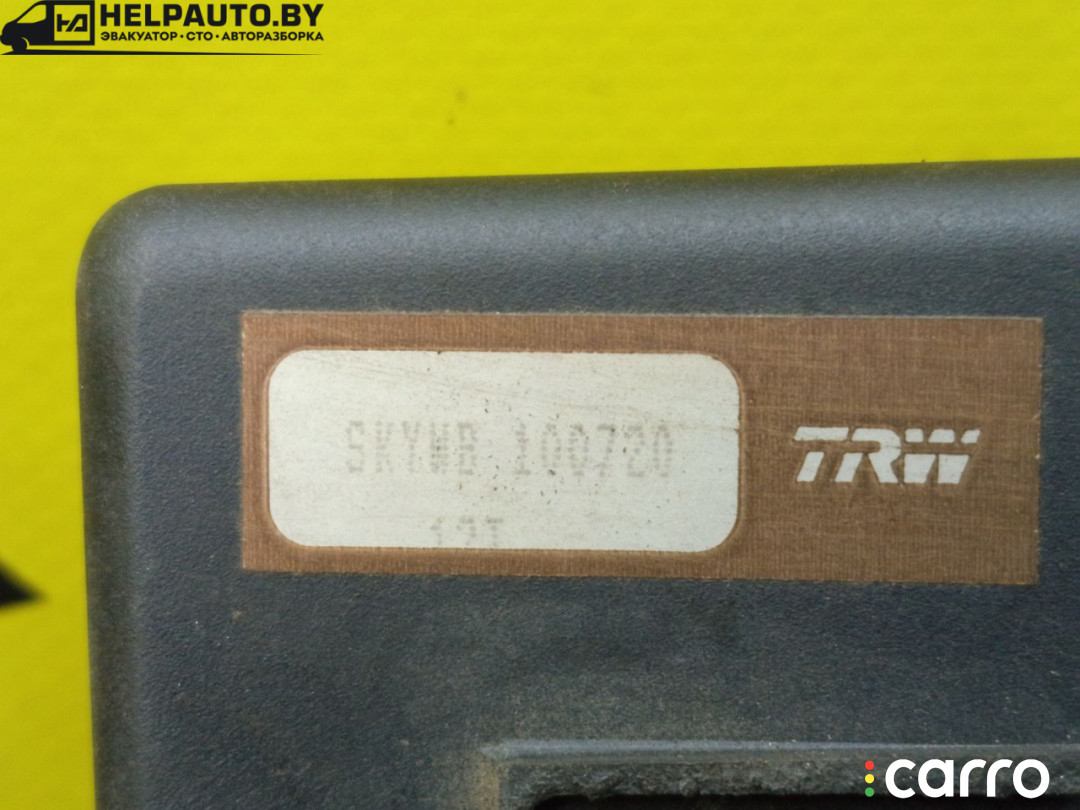 HELPAUTO.BY
ЭВАКУАТОР · СТО · АВТОРАЗБОРКА
SKYWB 100720
TRW
carro